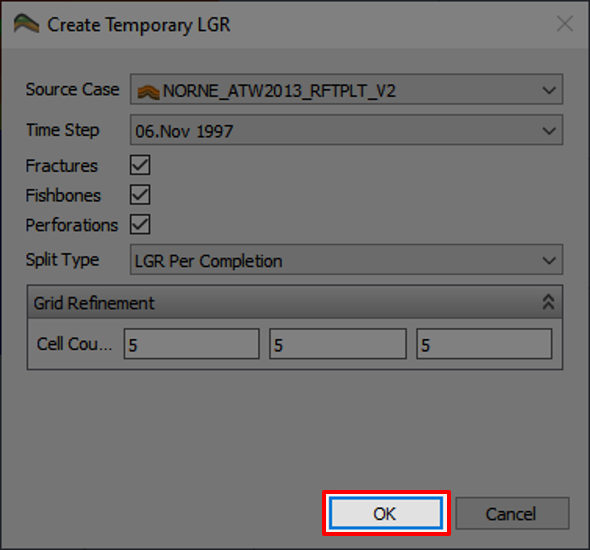 Create Temporary LGR
Source Case NORNE_ATW2013_RFTPLT_V2
Time Step 06.Nov 1997
Fractures
Fishbones
Perforations
Split Type LGR Per Completion
Grid Refinement
Cell Cou... 5 5 5
OK Cancel